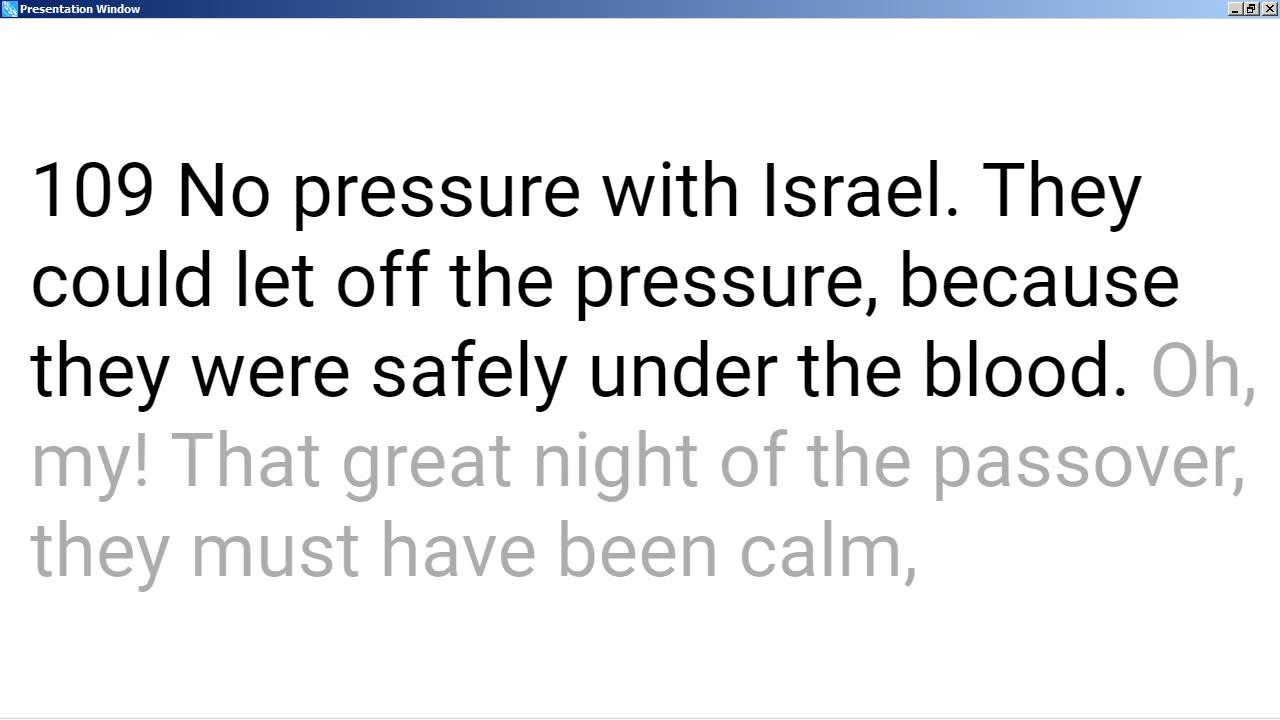 Presentation Window
109 No pressure with Israel. They
could let off the pressure, because
they were safely under the blood. Oh,
my! That great night of the passover,
they must have been calm,